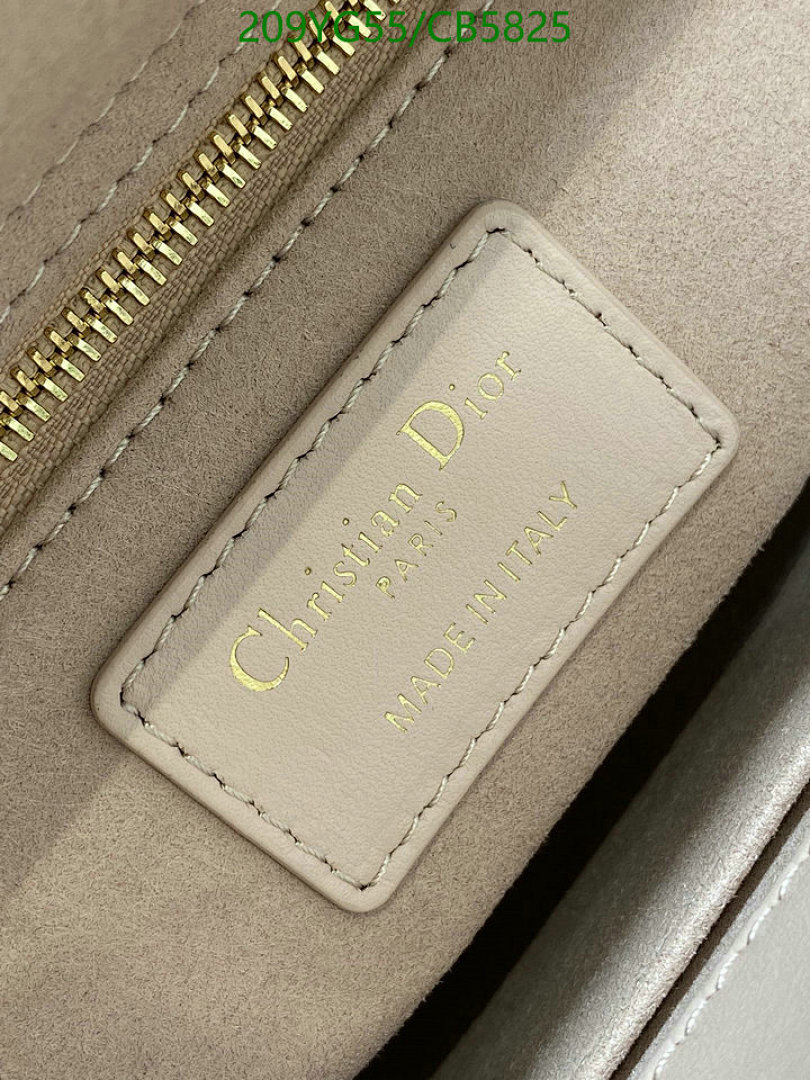 209YG55/CB5825
Christian Dior
PARIS
MADE IN ITALY